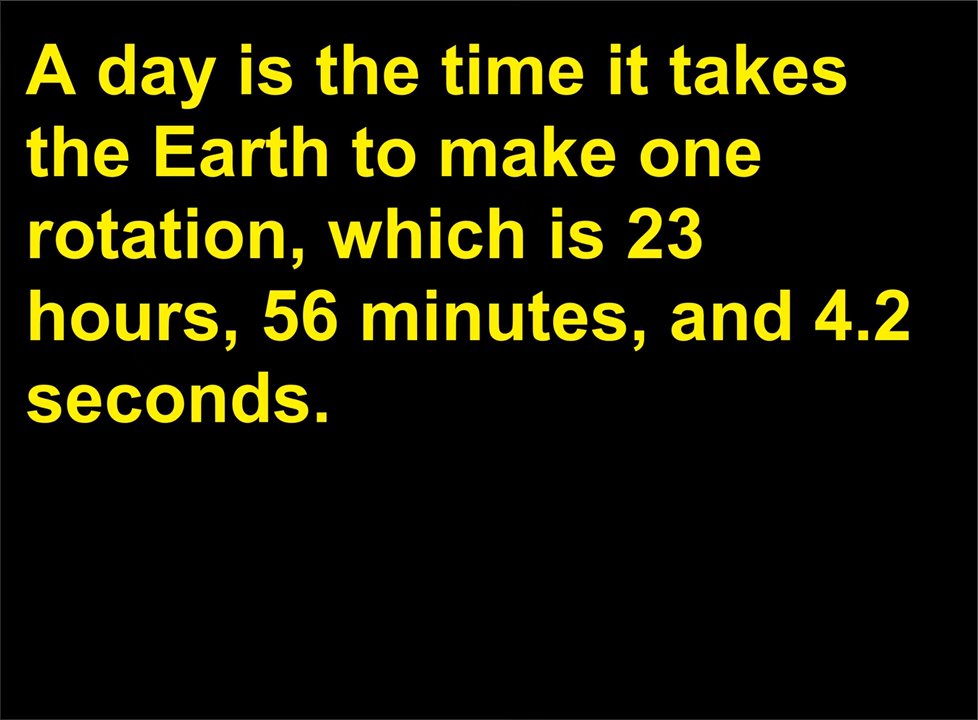 A day is the time it takes
the Earth to make one
rotation, which is 23
hours, 56 minutes, and 4.2
seconds.